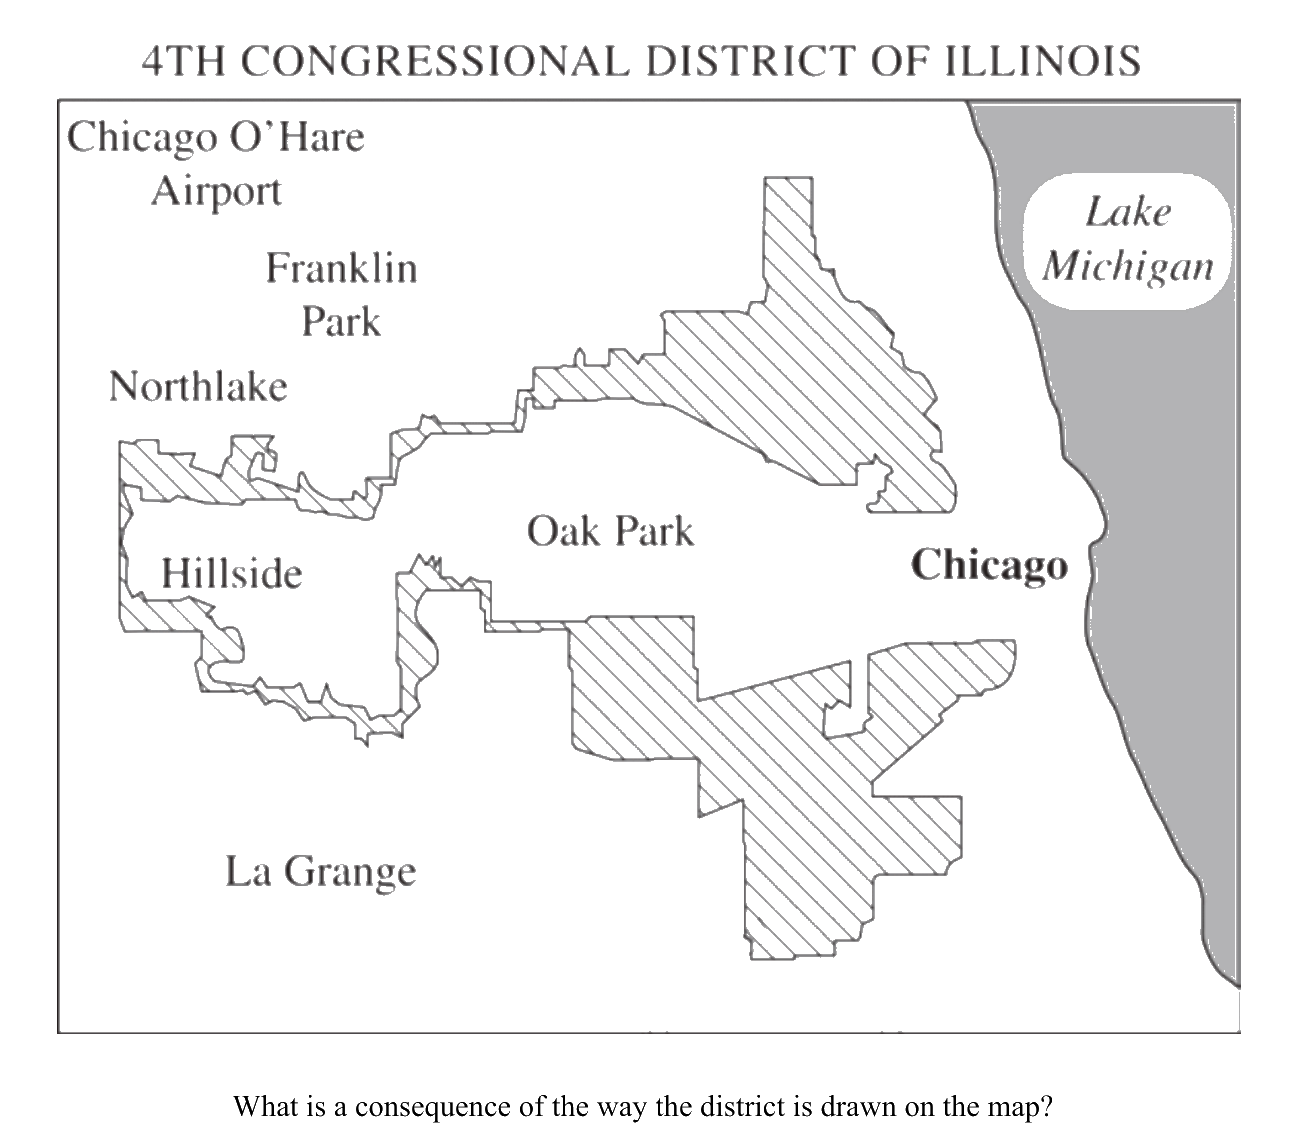 4TH CONGRESSIONAL DISTRICT OF ILLINOIS
Chicago O'Hare
Airport
Lake
Michigan
Franklin
Park
Northlake
Oak Park
Chicago
Hillside
La Grange
What is a consequence of the way the district is drawn on the map?